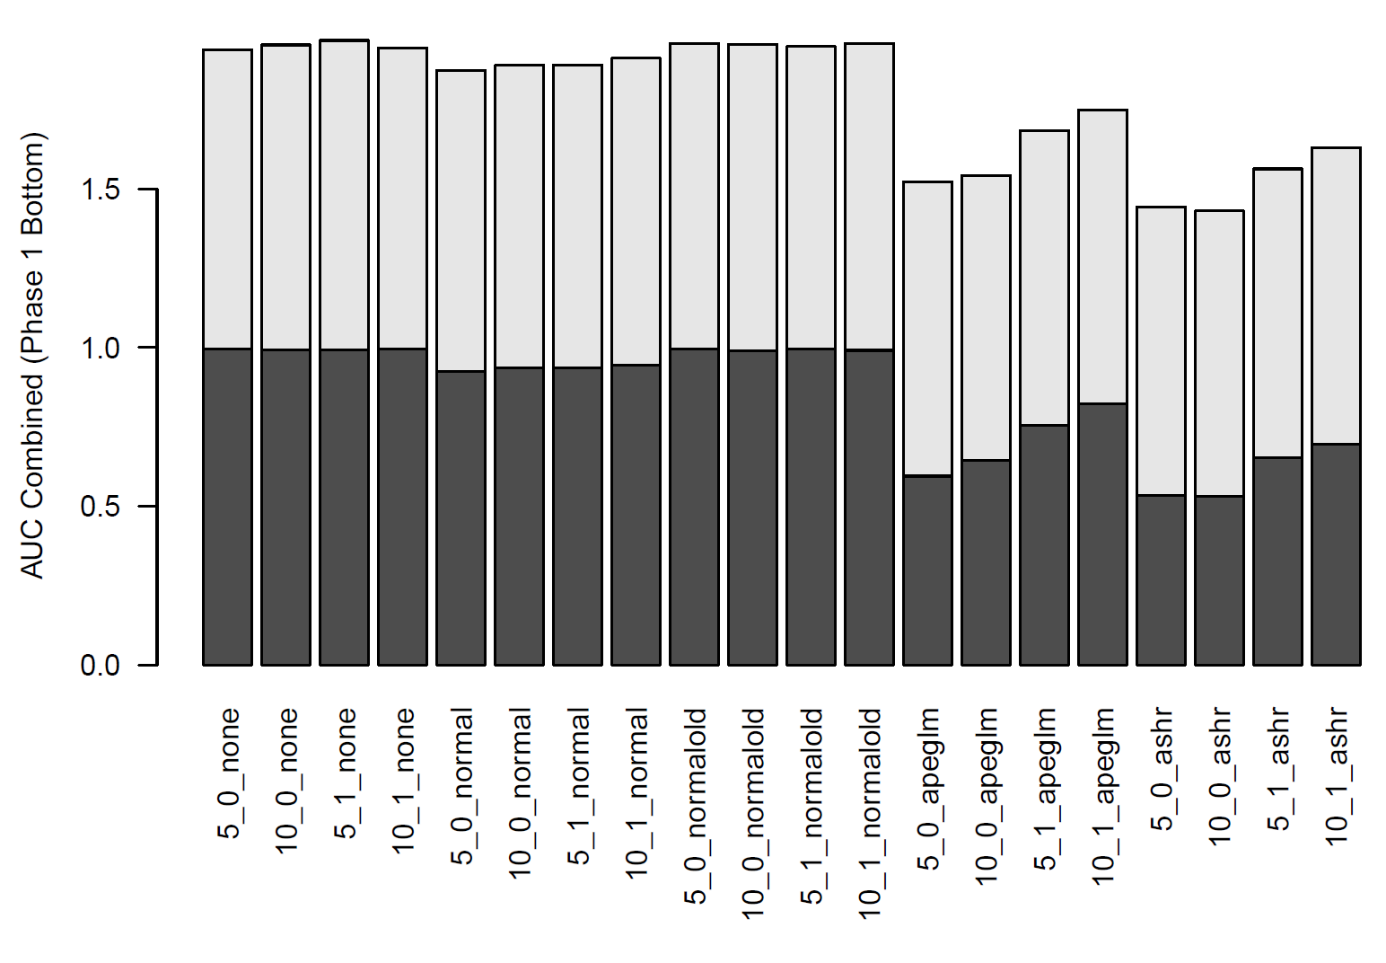 AUC Combined (Phase 1 Bottom)
1.5
1.0
0.5
0.0
5_0_none
10_0_none
5_1_none
10_1_none
5_0_normal
10_0_normal
5_1_normal
10_1_normal
5_0_normalold
10_0_normalold
5_1_normalold
10_1_normalold
5_0_apeglm
10_0_apeglm
5_1_apeglm
10_1_apeglm
5_0_ashr
10_0_ashr
5_1_ashr
10_1_ashr